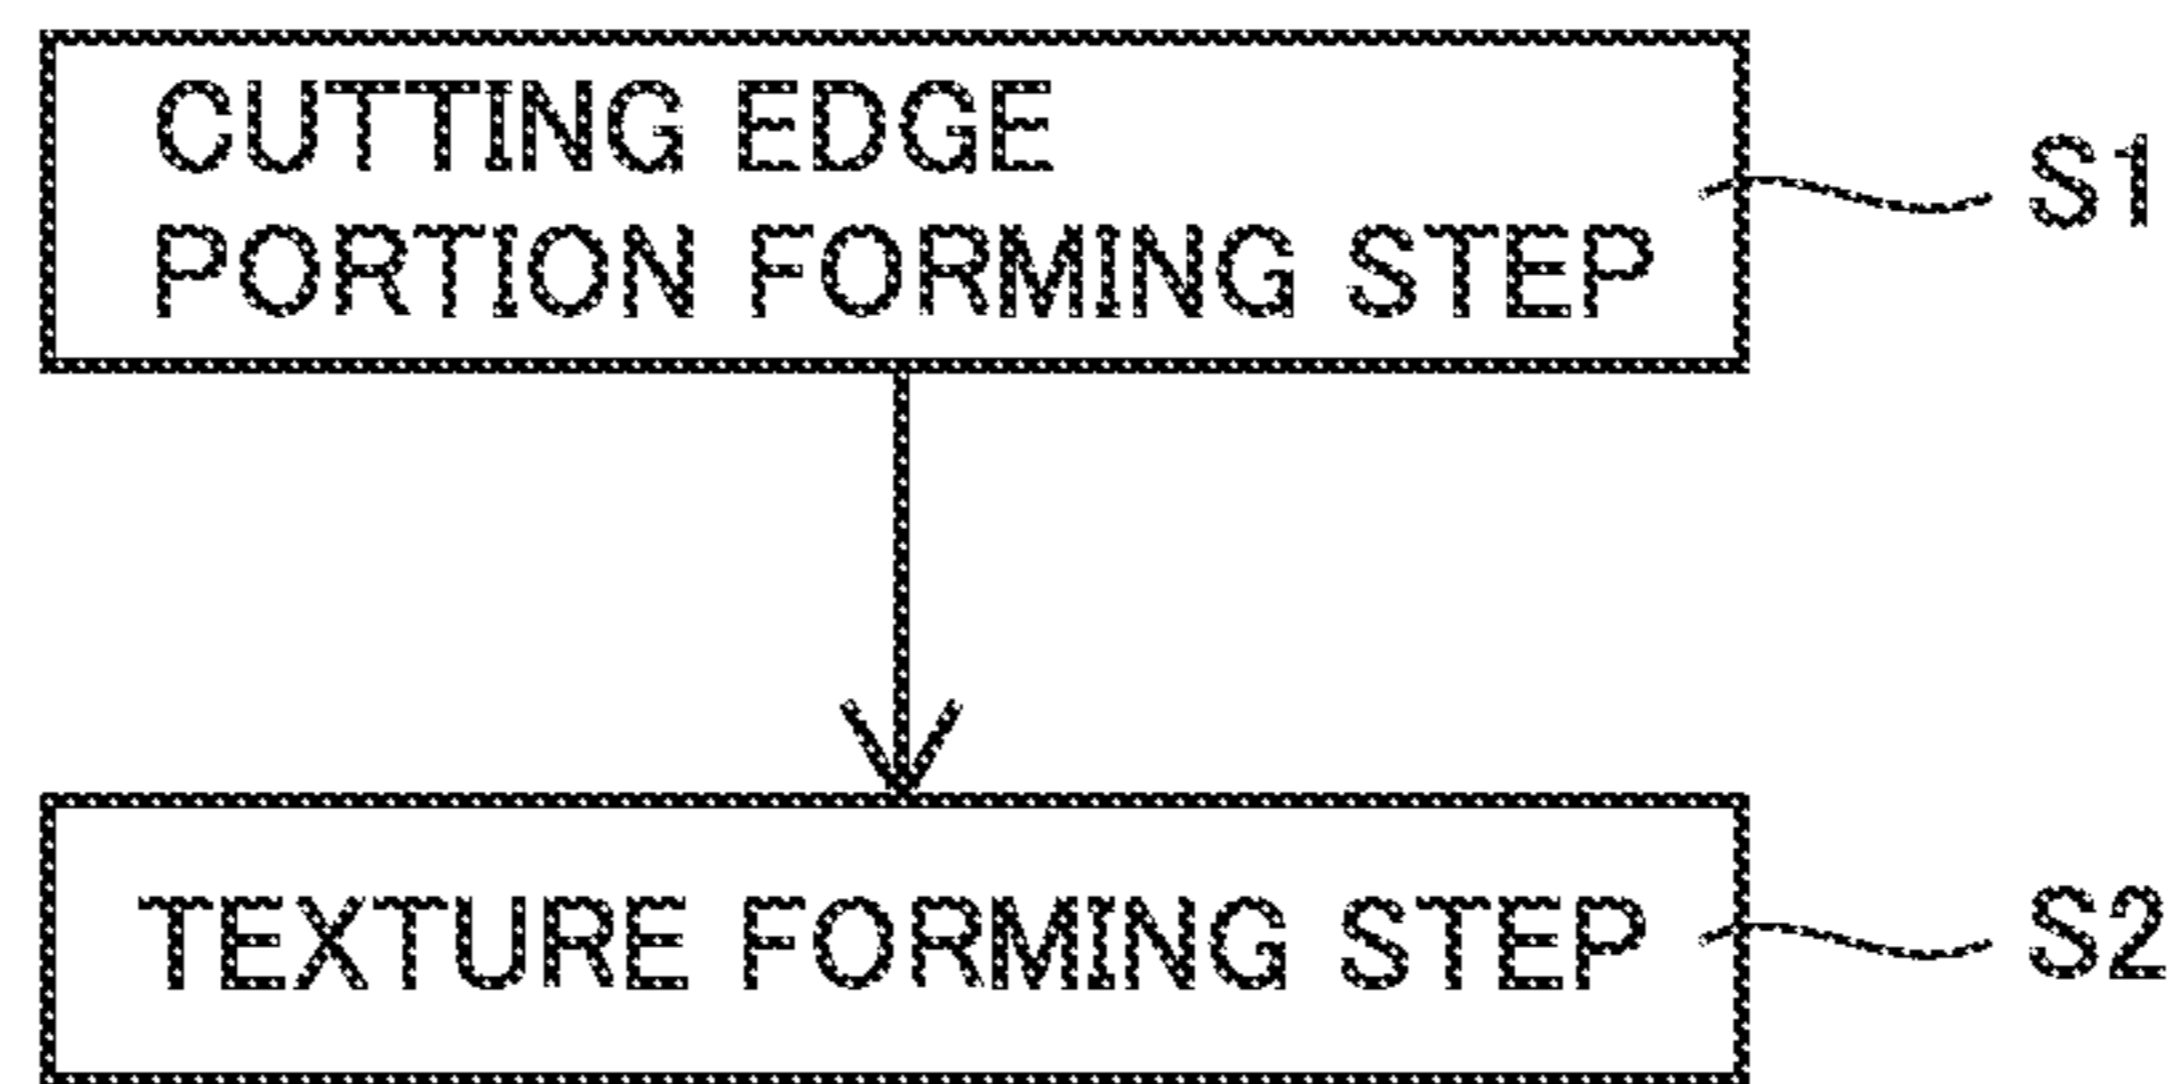 CUTTING EDGE
PORTION FORMING STEP
S1
TEXTURE FORMING STEP
S2